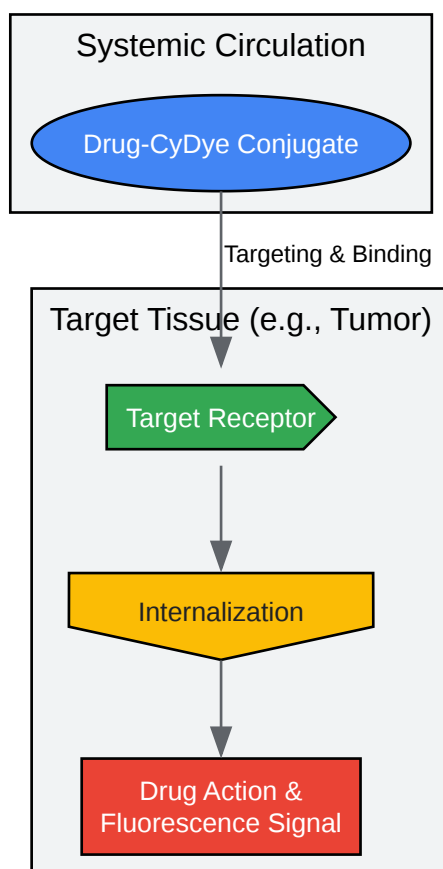 Systemic Circulation
Drug-CyDye Conjugate
Targeting & Binding
Target Tissue (e.g., Tumor)
Target Receptor
Internalization
Drug Action &
Fluorescence Signal